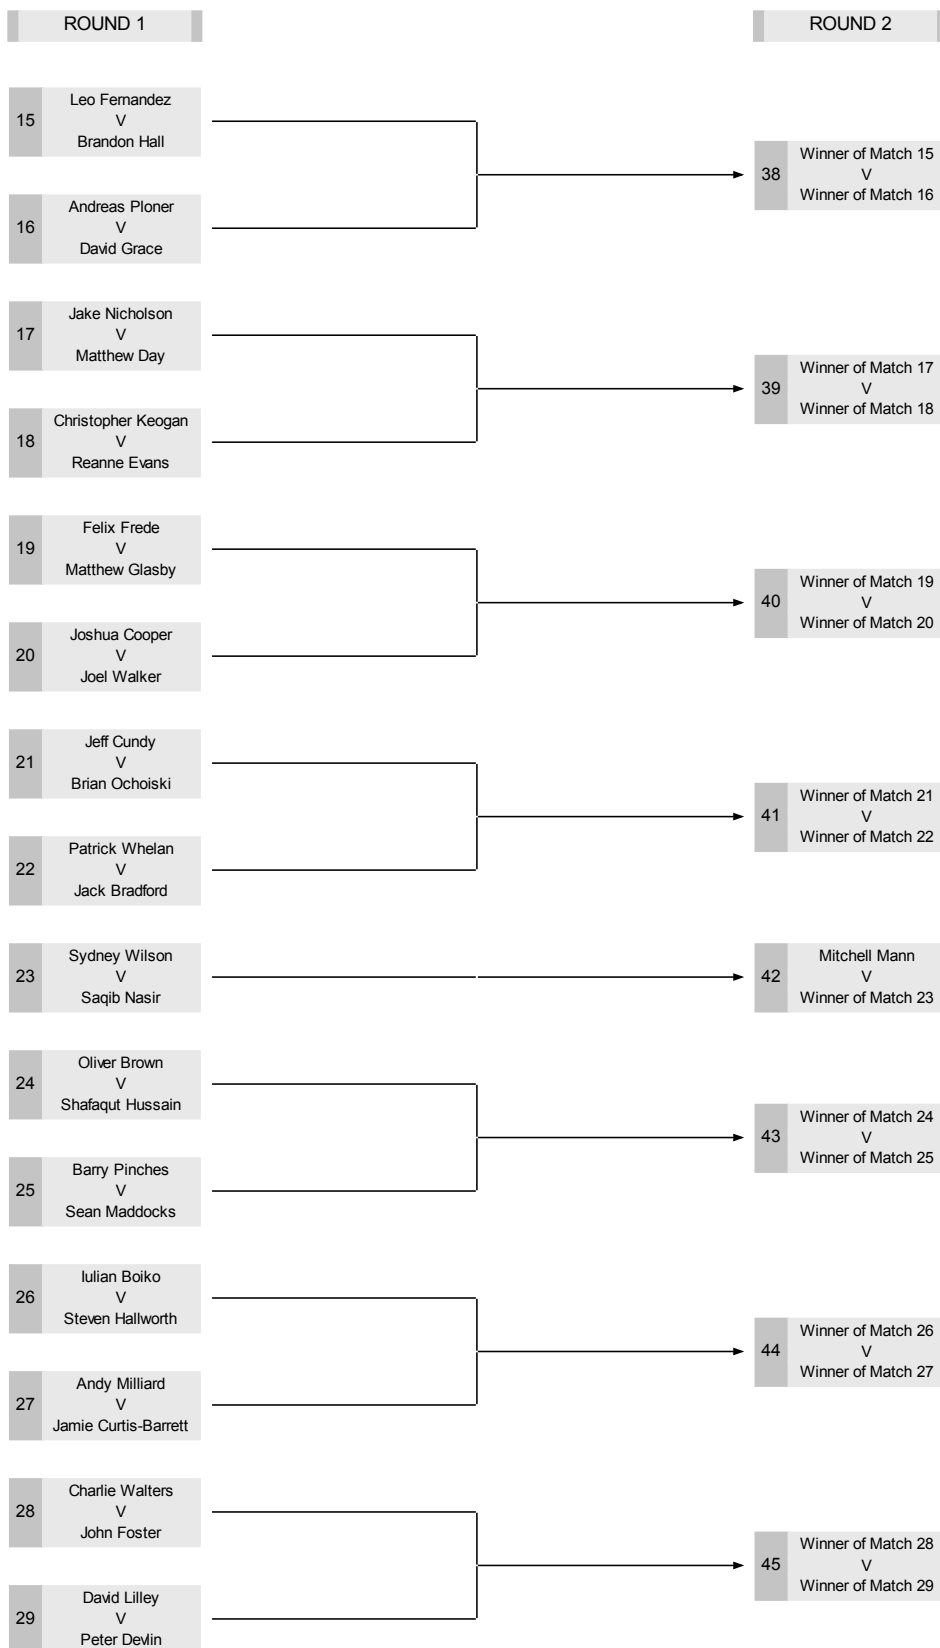 ROUND 1
ROUND 2
15
Leo Fernandez
V
Brandon Hall
38
Winner of Match 15
V
Winner of Match 16
16
Andreas Ploner
V
David Grace
17
Jake Nicholson
V
Matthew Day
39
Winner of Match 17
V
Winner of Match 18
18
Christopher Keogan
V
Reanne Evans
19
Felix Frede
V
Matthew Glasby
40
Winner of Match 19
V
Winner of Match 20
20
Joshua Cooper
V
Joel Walker
21
Jeff Cundy
V
Brian Ochoiski
41
Winner of Match 21
V
Winner of Match 22
22
Patrick Whelan
V
Jack Bradford
23
Sydney Wilson
V
Saqib Nasir
42
Mitchell Mann
V
Winner of Match 23
24
Oliver Brown
V
Shafaqut Hussain
43
Winner of Match 24
V
Winner of Match 25
25
Barry Pinches
V
Sean Maddocks
26
Iulian Boiko
V
Steven Hallworth
44
Winner of Match 26
V
Winner of Match 27
27
Andy Milliard
V
Jamie Curtis-Barrett
28
Charlie Walters
V
John Foster
45
Winner of Match 28
V
Winner of Match 29
29
David Lilley
V
Peter Devlin